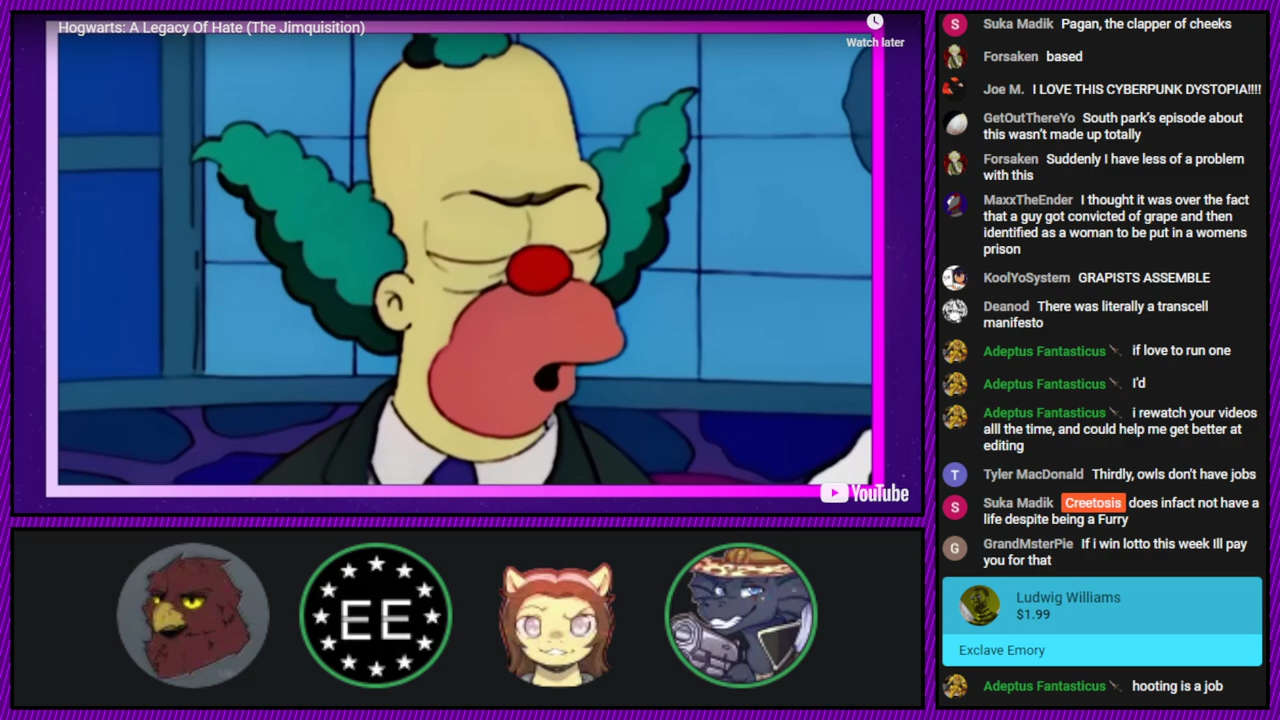 Hogwarts: A Legacy Of Hate (The Jimquisition)
Watch later
YouTube
EE
S
Suka Madik Pagan, the clapper of cheeks
Forsaken based
Joe M. I LOVE THIS CYBERPUNK DYSTOPIA!!!!
GetOutThereYo South park's episode about
this wasn't made up totally
Forsaken Suddenly I have less of a problem
with this
MaxxTheEnder I thought it was over the fact
that a guy got convicted of grape and then
identified as a woman to be put in a womens
prison
KoolYoSystem GRAPISTS ASSEMBLE
Deanod There was literally a transcell
manifesto
Adeptus Fantasticus if love to run one
Adeptus Fantasticus I'd
Adeptus Fantasticus i rewatch your videos
alll the time, and could help me get better at
editing
T
Tyler MacDonald Thirdly, owls don't have jobs
S
Suka Madik Creetosis does infact not have a
life despite being a Furry
G
GrandMsterPie If i win lotto this week Ill pay
you for that
Ludwig Williams
$1.99
Exclave Emory
Adeptus Fantasticus hooting is a job